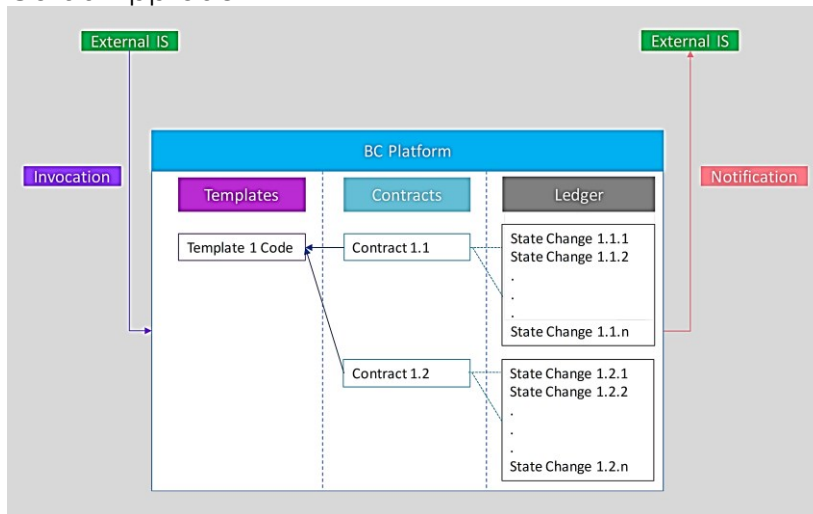 External IS
External IS
BC Platform
Invocation
Notification
Templates
Contracts
Ledger
Template 1 Code
Contract 1.1
State Change 1.1.1
State Change 1.1.2
.
.
.
State Change 1.1.n
Contract 1.2
State Change 1.2.1
State Change 1.2.2
.
.
.
State Change 1.2.n